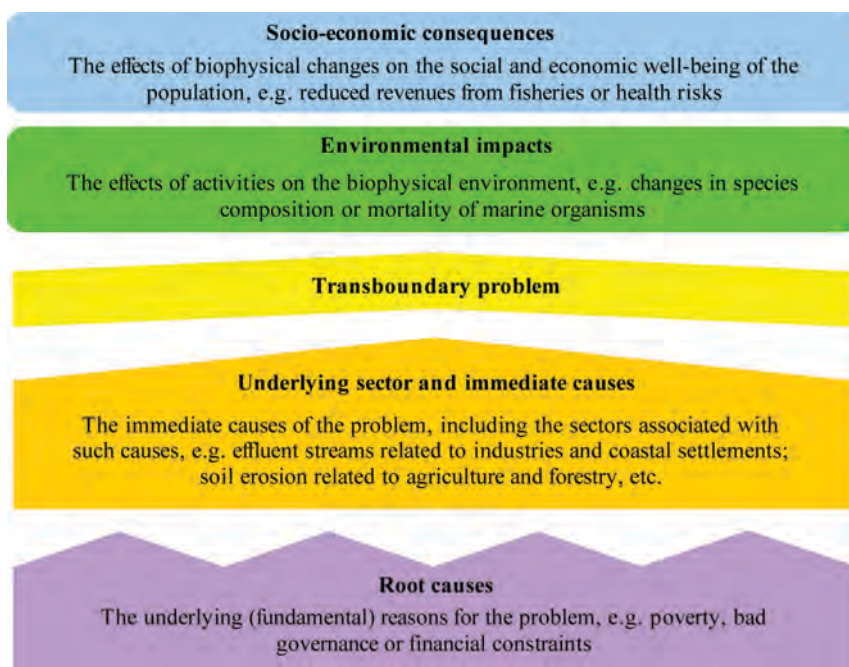 Socio-economic consequences
The effects of biophysical changes on the social and economic well-being of the
population, e.g. reduced revenues from fisheries or health risks
Environmental impacts
The effects of activities on the biophysical environment, e.g. changes in species
composition or mortality of marine organisms
Transboundary problem
Underlying sector and immediate causes
The immediate causes of the problem, including the sectors associated with
such causes, e.g. effluent streams related to industries and coastal settlements;
soil erosion related to agriculture and forestry, etc.
Root causes
The underlying (fundamental) reasons for the problem, e.g. poverty, bad
governance or financial constraints